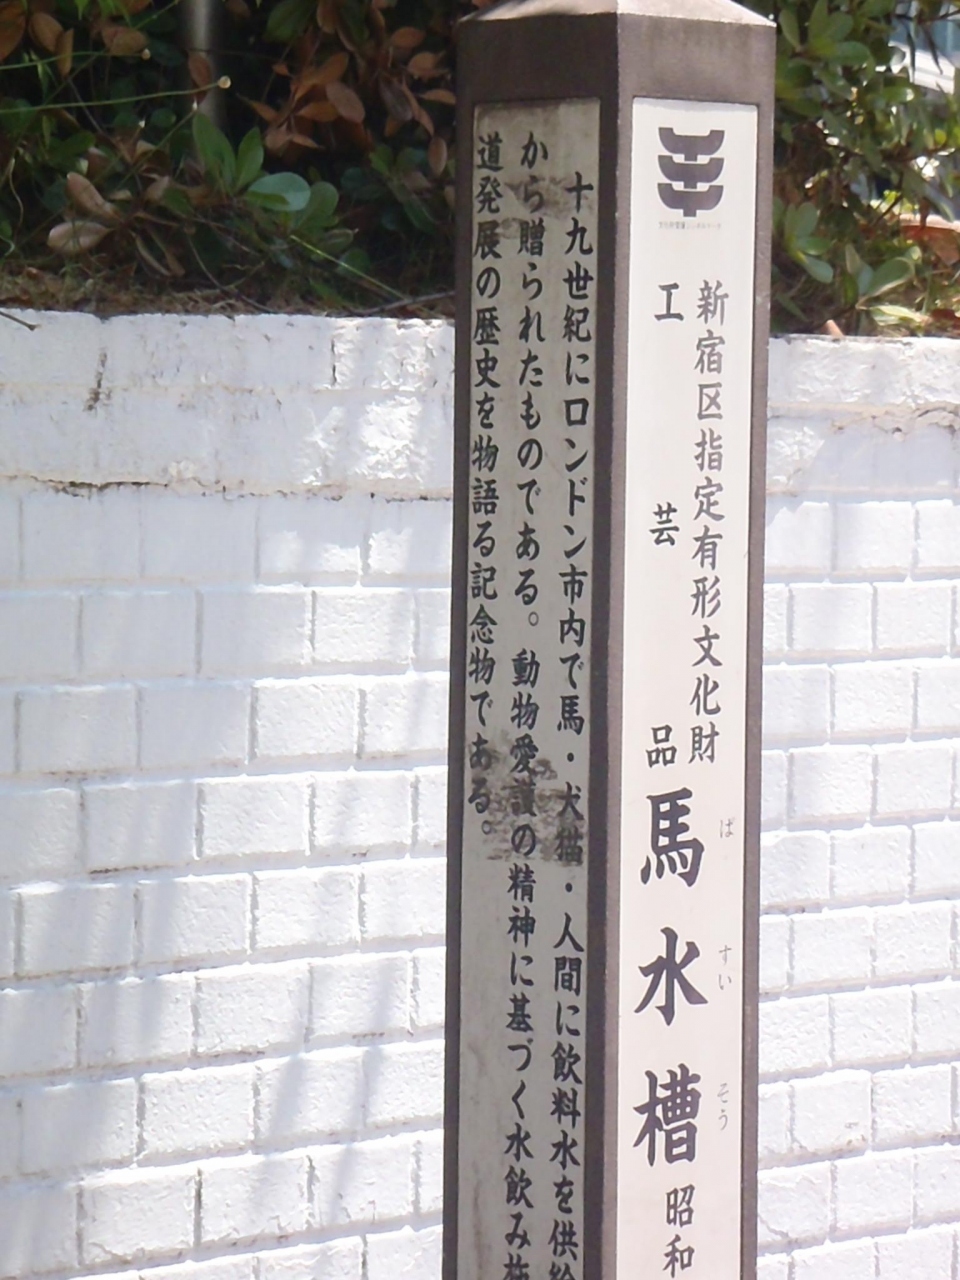 新宿区指定有形文化財
工芸品
馬水槽
ば
すい
そう
昭和
十九世紀にロンドン市内で馬・犬猫・人間に飲料水を供給
から贈られたものである。動物愛護の精神に基づく水飲み
道発展の歴史を物語る記念物である。